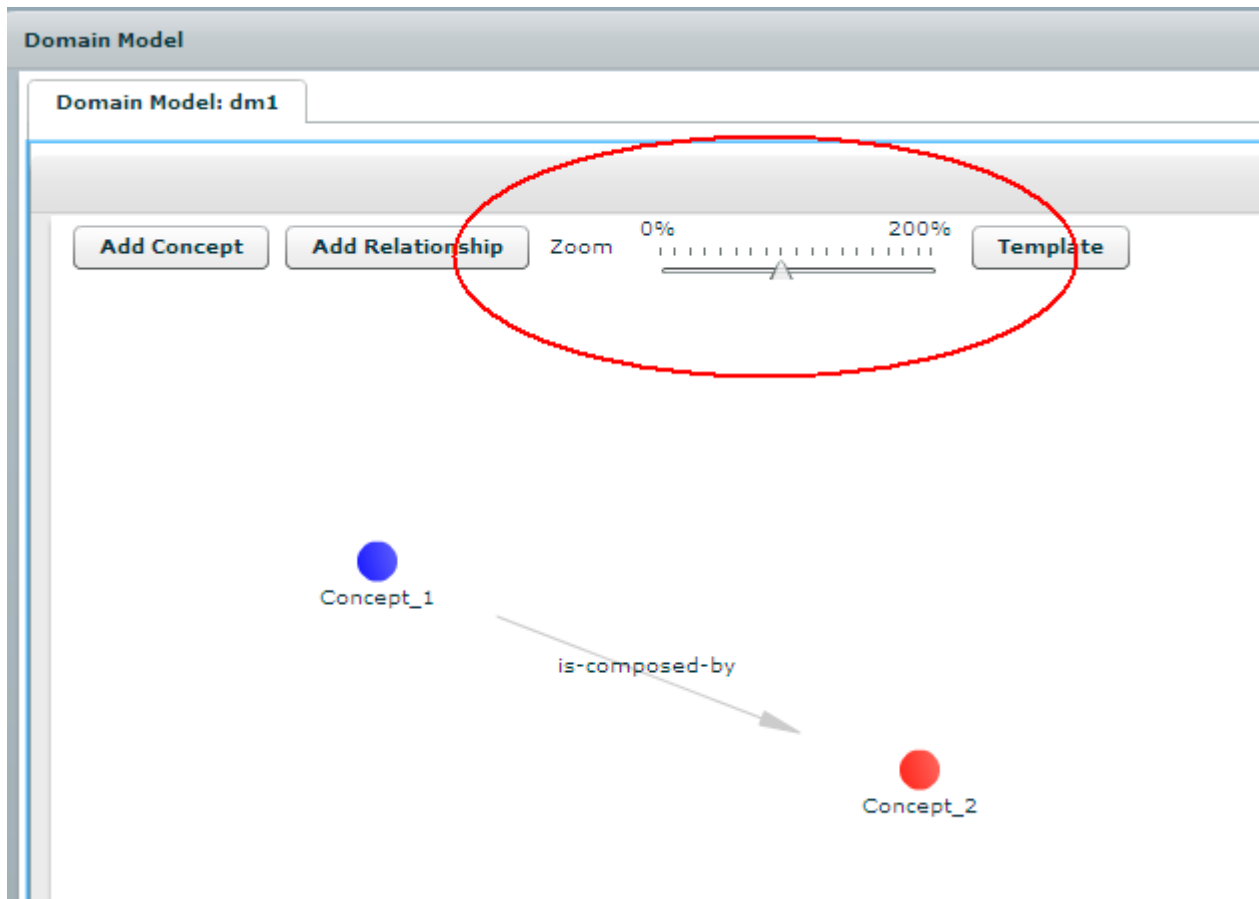 Domain Model
Domain Model: dm1
Add Concept Add Relationship Zoom 0% 200% Template
Concept_1
is-composed-by
Concept_2